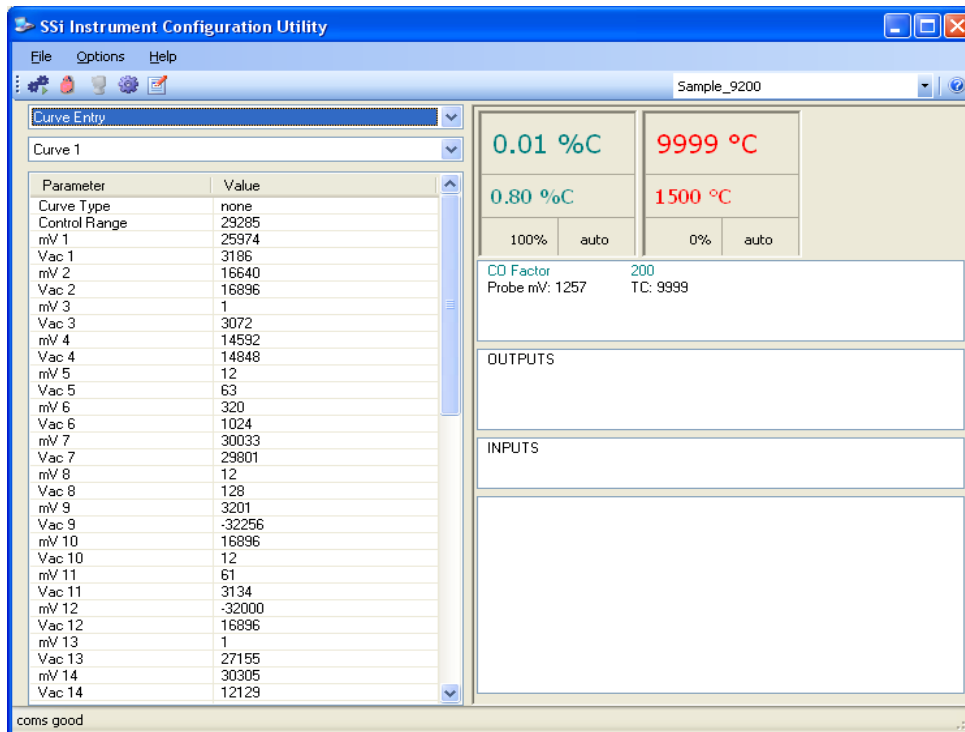 SSi Instrument Configuration Utility
File Options Help
Sample_9200
Curve Entry
Curve 1
Parameter Value
Curve Type none
Control Range 29285
mV 1 25974
Vac 1 3186
mV 2 16640
Vac 2 16896
mV 3 1
Vac 3 3072
mV 4 14592
Vac 4 14848
mV 5 12
Vac 5 63
mV 6 320
Vac 6 1024
mV 7 30033
Vac 7 29801
mV 8 12
Vac 8 128
mV 9 3201
Vac 9 -32256
mV 10 16896
Vac 10 12
mV 11 61
Vac 11 3134
mV 12 -32000
Vac 12 16896
mV 13 1
Vac 13 27155
mV 14 30305
Vac 14 12129
0.01 %C
0.80 %C
100% auto
9999 °C
1500 °C
0% auto
CO Factor 200
Probe mV: 1257 TC: 9999
OUTPUTS
INPUTS
coms good